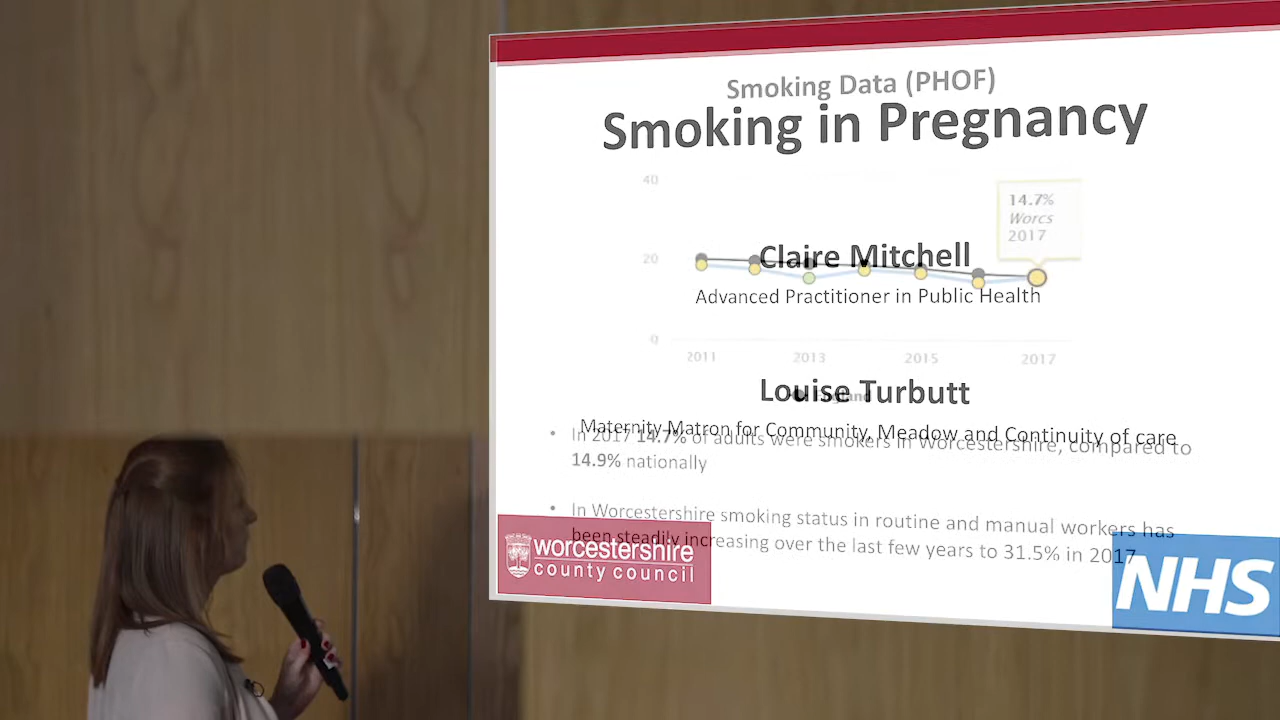 Smoking Data (PHOF)
Smoking in Pregnancy
40
14.7%
Worcs
2017
20
Claire Mitchell
Advanced Practitioner in Public Health
0
2011 2013 2015 2017
Louise Turbutt
England
Maternity Matron for Community, Meadow and Continuity of care
• In 2017 14.7% of adults were smokers in Worcestershire, compared to
14.9% nationally
• In Worcestershire smoking status in routine and manual workers has
been steadily increasing over the last few years to 31.5% in 2017
worcestershire
county council
NHS